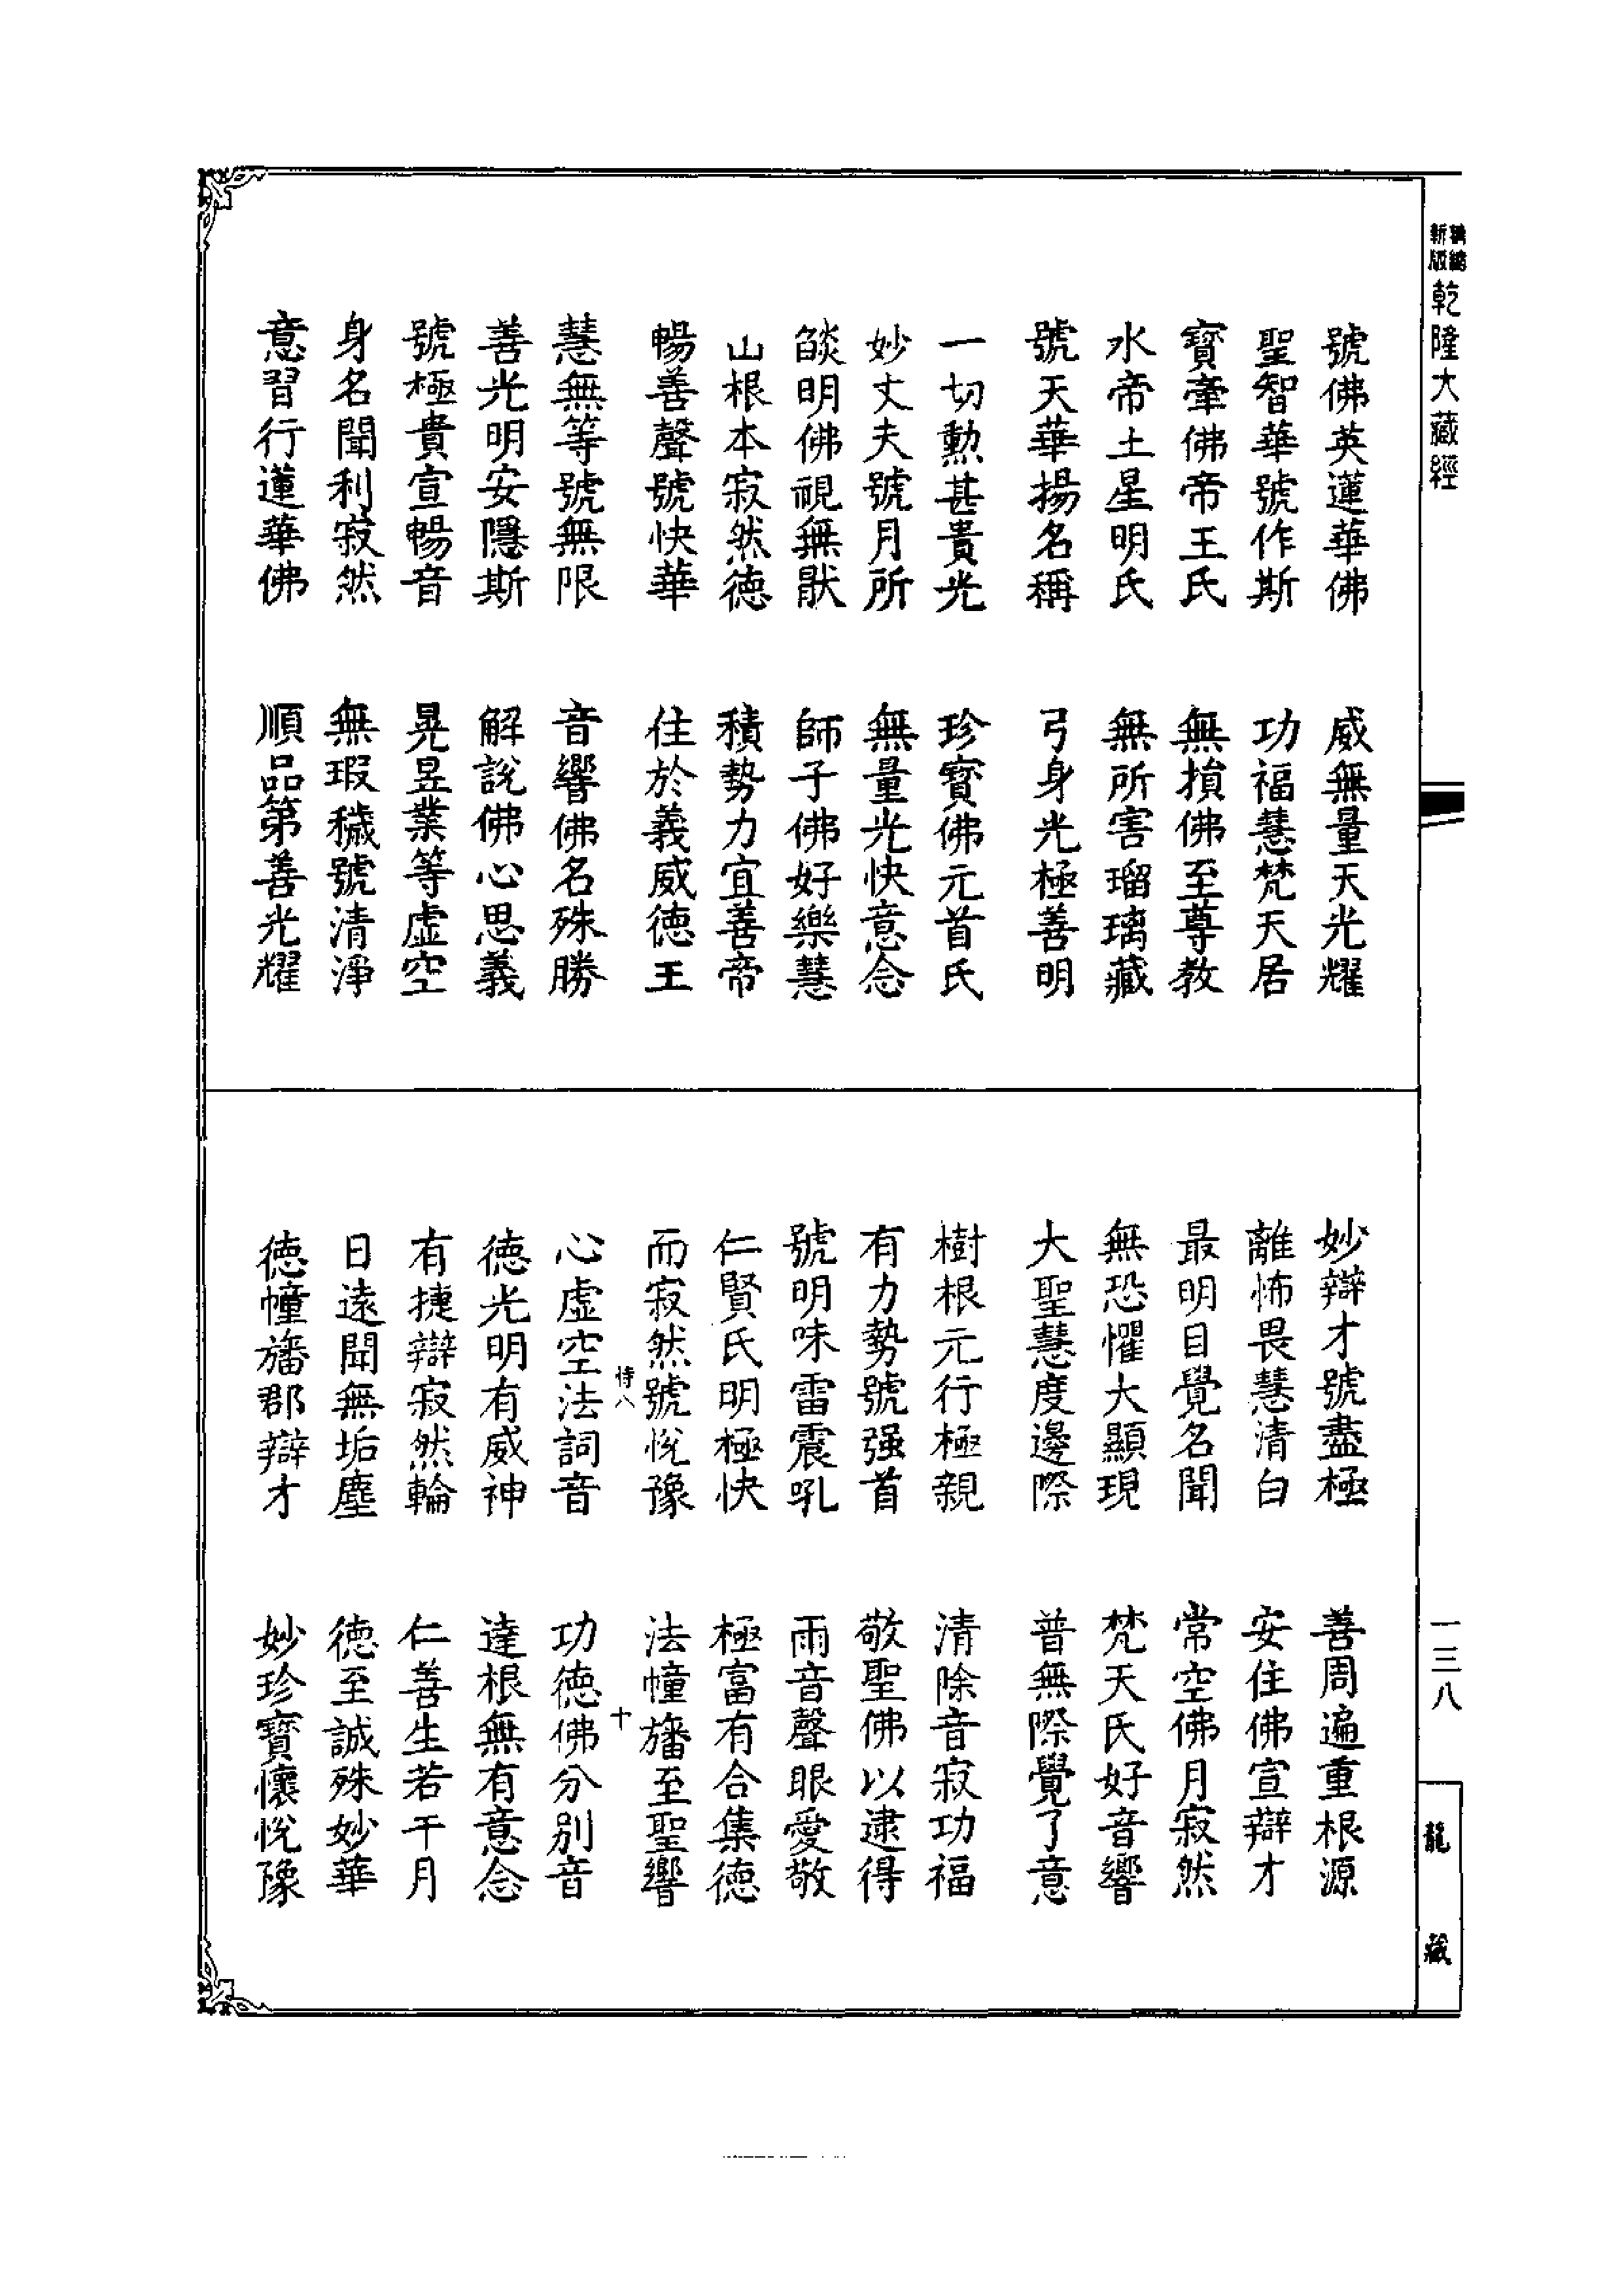 精縮新版乾隆大藏經
號佛英蓮華佛　威無量天光耀
聖智華號作斯　功福慧梵天居
寶牽佛帝王氏　無損佛至尊教
水帝土星明氏　無所害瑠璃藏
號天華揚名稱　弓身光極善明
一切勲甚貴光　珍寶佛元首氏
妙丈夫號月所　無量光快意念
燄明佛視無猒　師子佛好樂慧
山根本寂然德　積勢力宜善帝
暢善聲號快華　住於義威德王
慧無等號無限　音響佛名殊勝
善光明安隱斯　解說佛心思義
號極貴宣暢音　晃昱業等虛空
身名聞利寂然　無瑕穢號清淨
意習行蓮華佛　順品第善光耀
妙辯才號盡極　善周遍重根源
離怖畏慧清白　安住佛宣辯才
最明目覺名聞　常空佛月寂然
無恐懼大顯現　梵天氏好音響
大聖慧度邊際　普無際覺了意
樹根元行極親　清除音寂功福
有力勢號强首　敬聖佛以逮得
號明味雷震吼　雨音聲眼愛敬
仁賢氏明極快　極富有合集德
而寂然號悅豫　法幢旛至聖響
恃八　十
心虛空法詞音　功德佛分別音
德光明有威神　達根無有意念
有捷辯寂然輪　仁善生若干月
日遠聞無垢塵　德至誠殊妙華
德幢旛郡辯才　妙珍寶懷悅豫
一三八
龍藏